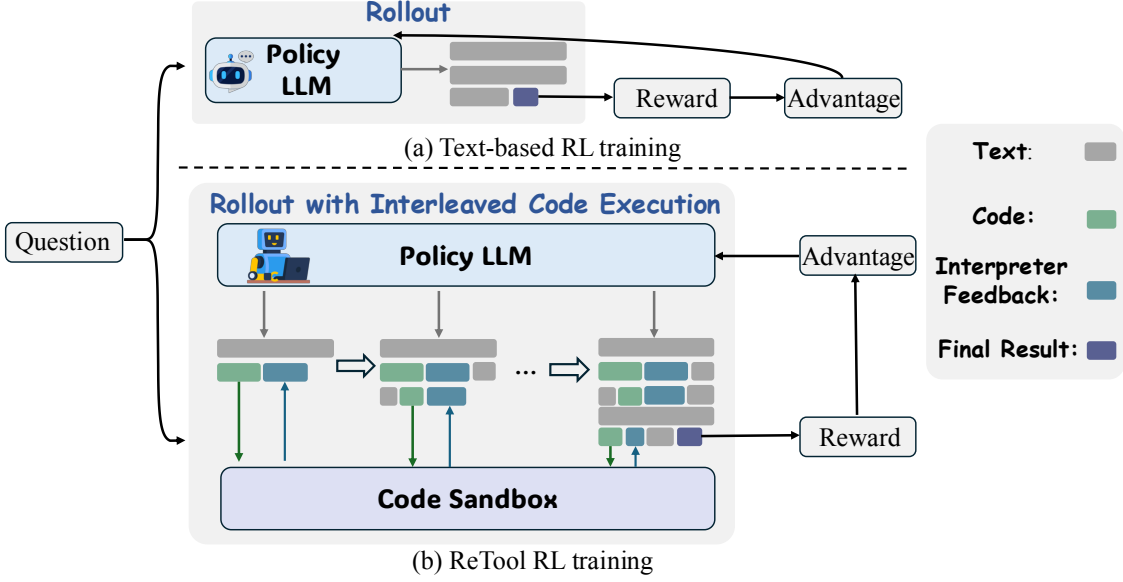 Rollout
Policy
LLM
Reward
Advantage
(a) Text-based RL training
Question
Rollout with Interleaved Code Execution
Policy LLM
...
Code Sandbox
(b) ReTool RL training
Advantage
Reward
Text:
Code:
Interpreter
Feedback:
Final Result: